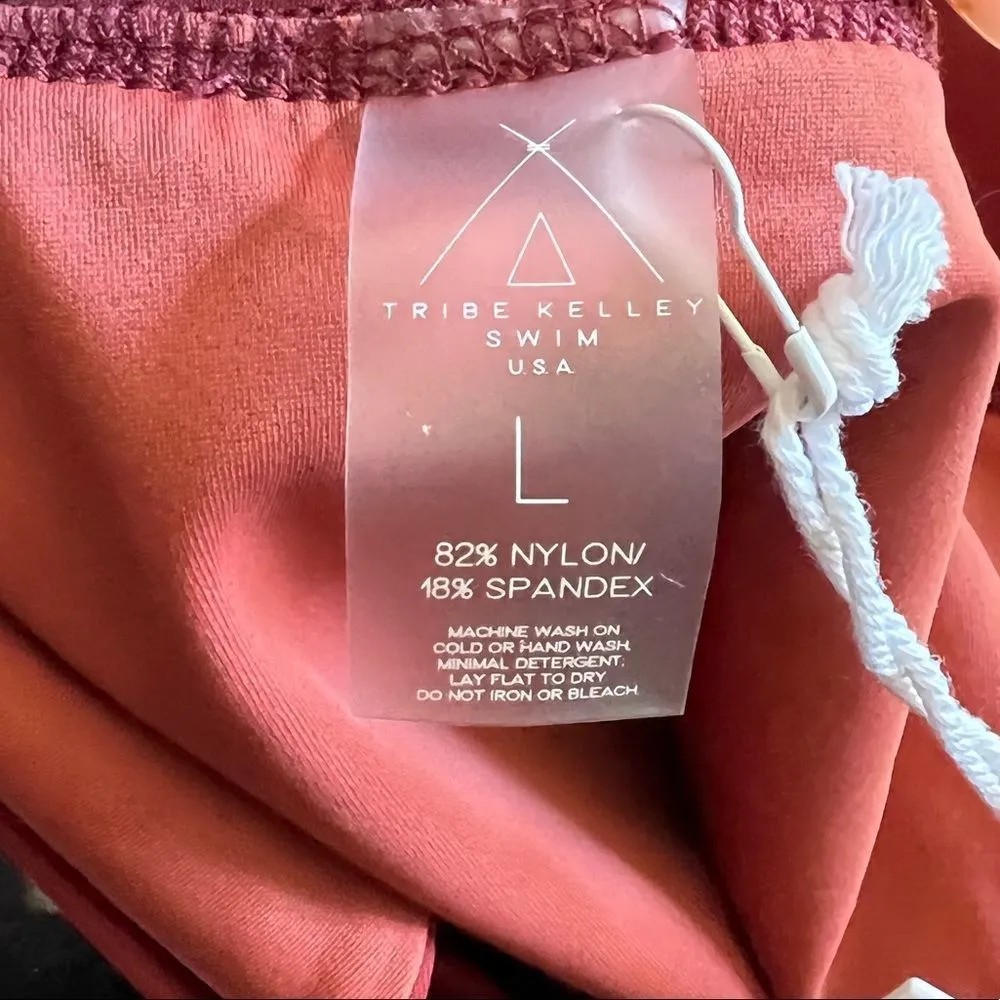 TRIBE KELLEY
SWIM
U.S.A
L
82% NYLON/
18% SPANDEX
MACHINE WASH ON
COLD OR HAND WASH.
MINIMAL DETERGENT.
LAY FLAT TO DRY
DO NOT IRON OR BLEACH